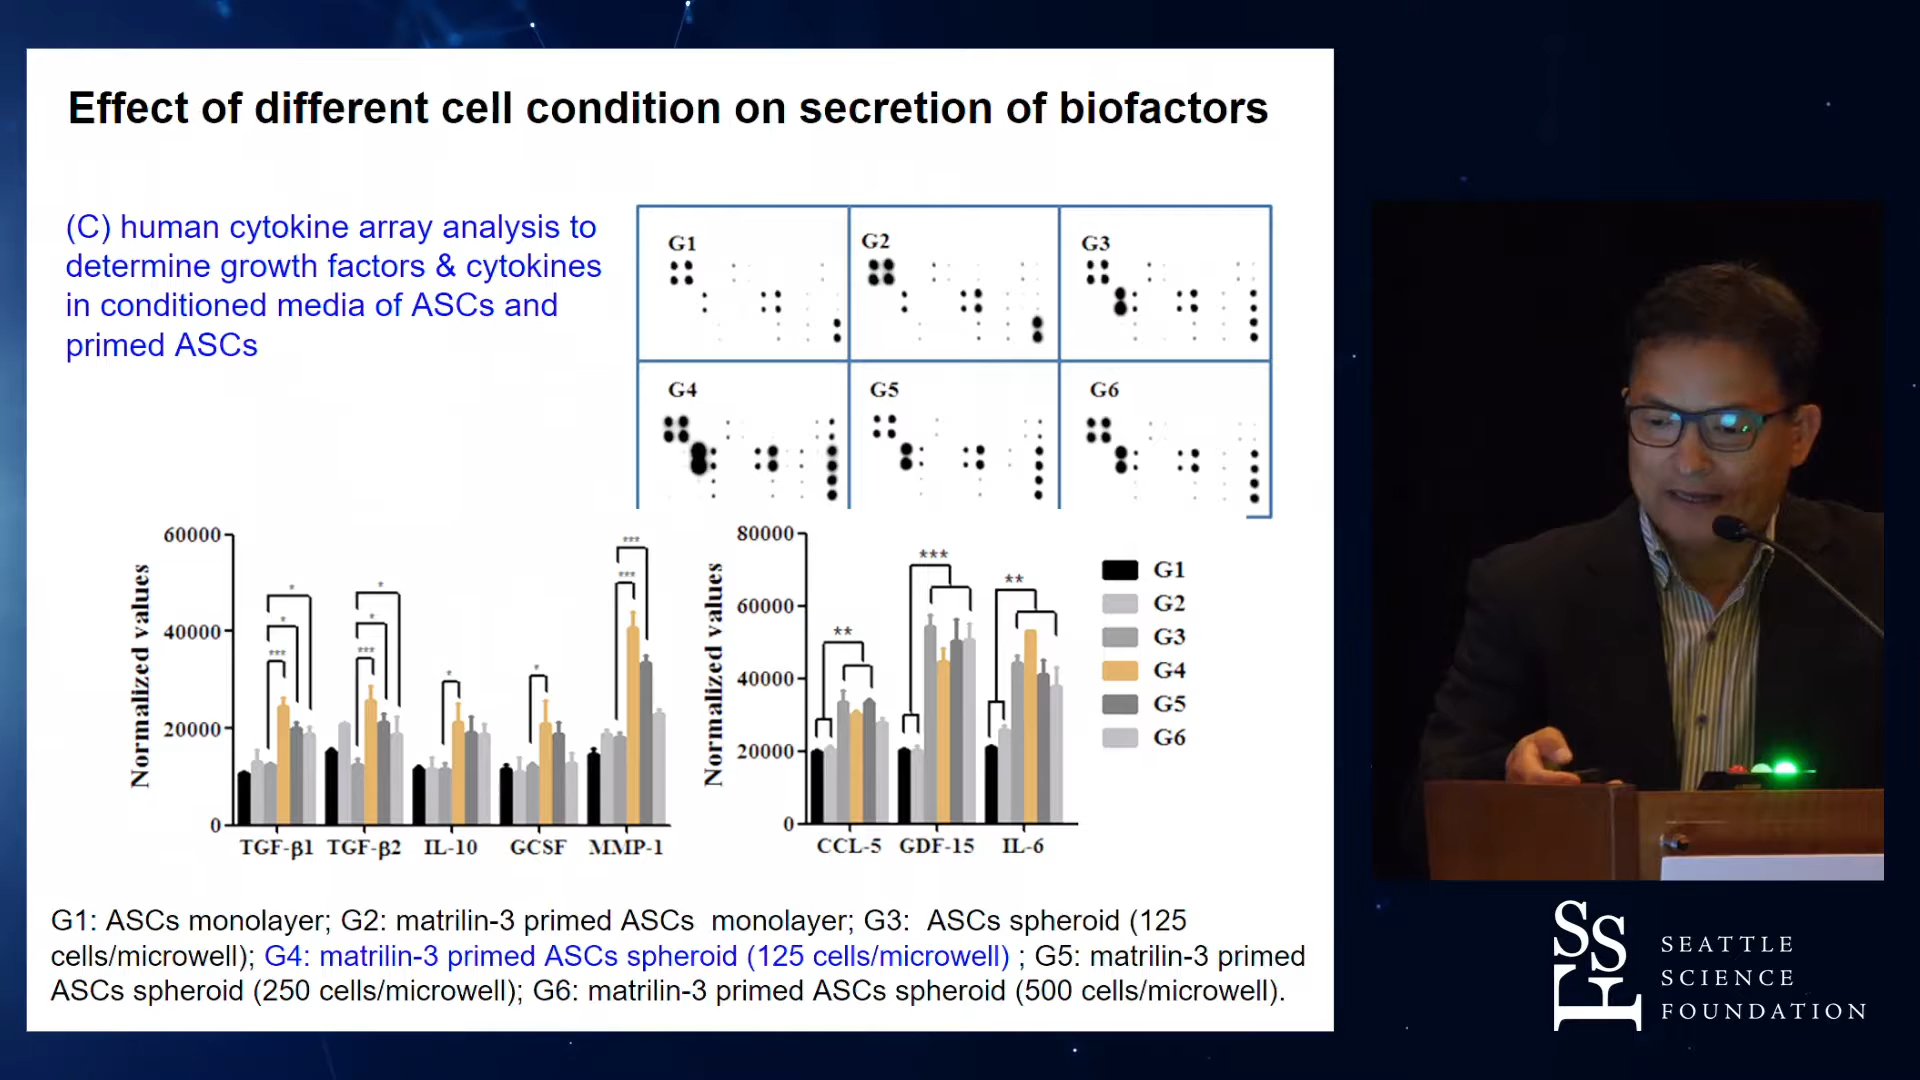 Effect of different cell condition on secretion of biofactors
(C) human cytokine array analysis to
determine growth factors & cytokines
in conditioned media of ASCs and
primed ASCs
G1
G2
G3
G4
G5
G6
Normalized values
60000
40000
20000
0
*
*
***
*
*
***
*
*
***
***
TGF-β1 TGF-β2 IL-10 GCSF MMP-1
Normalized values
80000
60000
40000
20000
0
**
***
**
CCL-5 GDF-15 IL-6
G1
G2
G3
G4
G5
G6
G1: ASCs monolayer; G2: matrilin-3 primed ASCs monolayer; G3: ASCs spheroid (125
cells/microwell); G4: matrilin-3 primed ASCs spheroid (125 cells/microwell) ; G5: matrilin-3 primed
ASCs spheroid (250 cells/microwell); G6: matrilin-3 primed ASCs spheroid (500 cells/microwell).
SSF
SEATTLE
SCIENCE
FOUNDATION